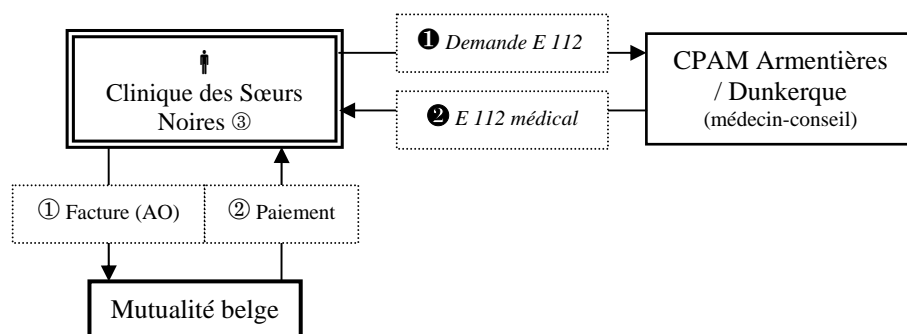 ❶ Demande E 112
Clinique des Sœurs
Noires ③
CPAM Armentières
/ Dunkerque
(médecin-conseil)
❷ E 112 médical
① Facture (AO)
② Paiement
Mutualité belge